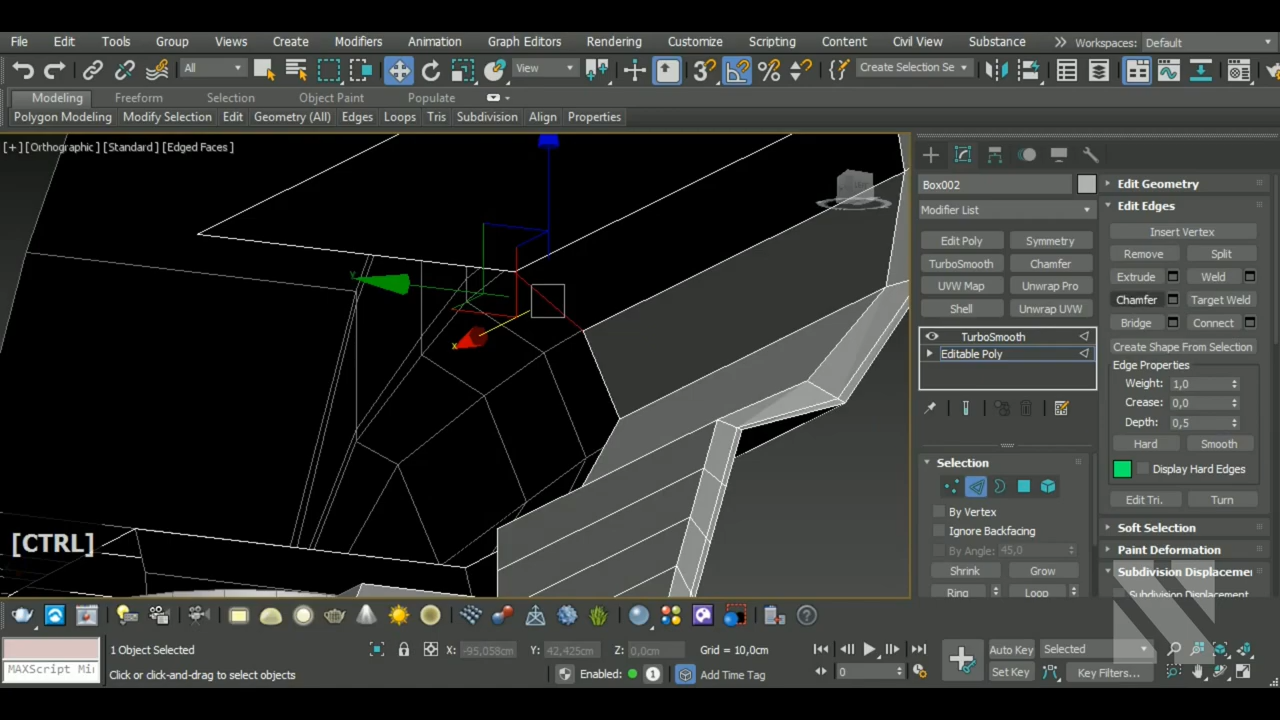 File Edit Tools Group Views Create Modifiers Animation Graph Editors Rendering Customize Scripting Content Civil View Substance Workspaces: Default
All View Create Selection Se
Modeling Freeform Selection Object Paint Populate
Polygon Modeling Modify Selection Edit Geometry (All) Edges Loops Tris Subdivision Align Properties
[+] [Orthographic ] [Standard ] [Edged Faces ]
Box002
Modifier List
Edit Poly Symmetry
TurboSmooth Chamfer
UVW Map Unwrap Pro
Shell Unwrap UVW
TurboSmooth
Editable Poly
Selection
By Vertex
Ignore Backfacing
By Angle: 45,0
Shrink Grow
Ring Loop
Edit Geometry
Edit Edges
Insert Vertex
Remove Split
Extrude Weld
Chamfer Target Weld
Bridge Connect
Create Shape From Selection
Edge Properties
Weight: 1,0
Crease: 0,0
Depth: 0,5
Hard Smooth
Display Hard Edges
Edit Tri. Turn
Soft Selection
Paint Deformation
Subdivision Displacemen
Subdivision Displacement
Y
x
[CTRL]
MAXScript Mi
1 Object Selected
Click or click-and-drag to select objects
X: -95,058cm Y: 42,425cm Z: 0,0cm Grid = 10,0cm
Enabled: 1 Add Time Tag
0
Auto Key Selected
Set Key Key Filters...